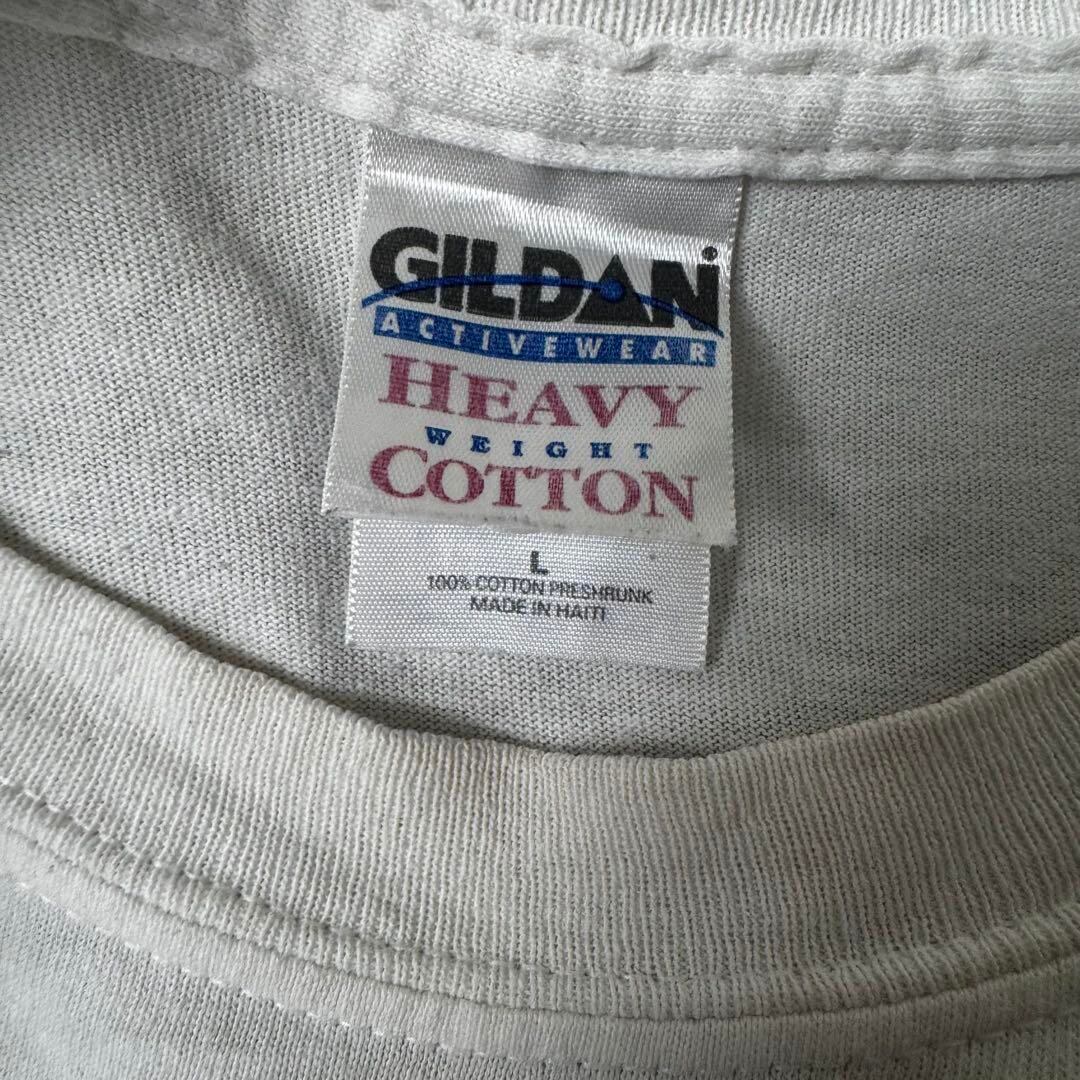 GILDAN
ACTIVEWEAR
HEAVY
WEIGHT
COTTON
L
100% COTTON PRESHRUNK
MADE IN HAITI